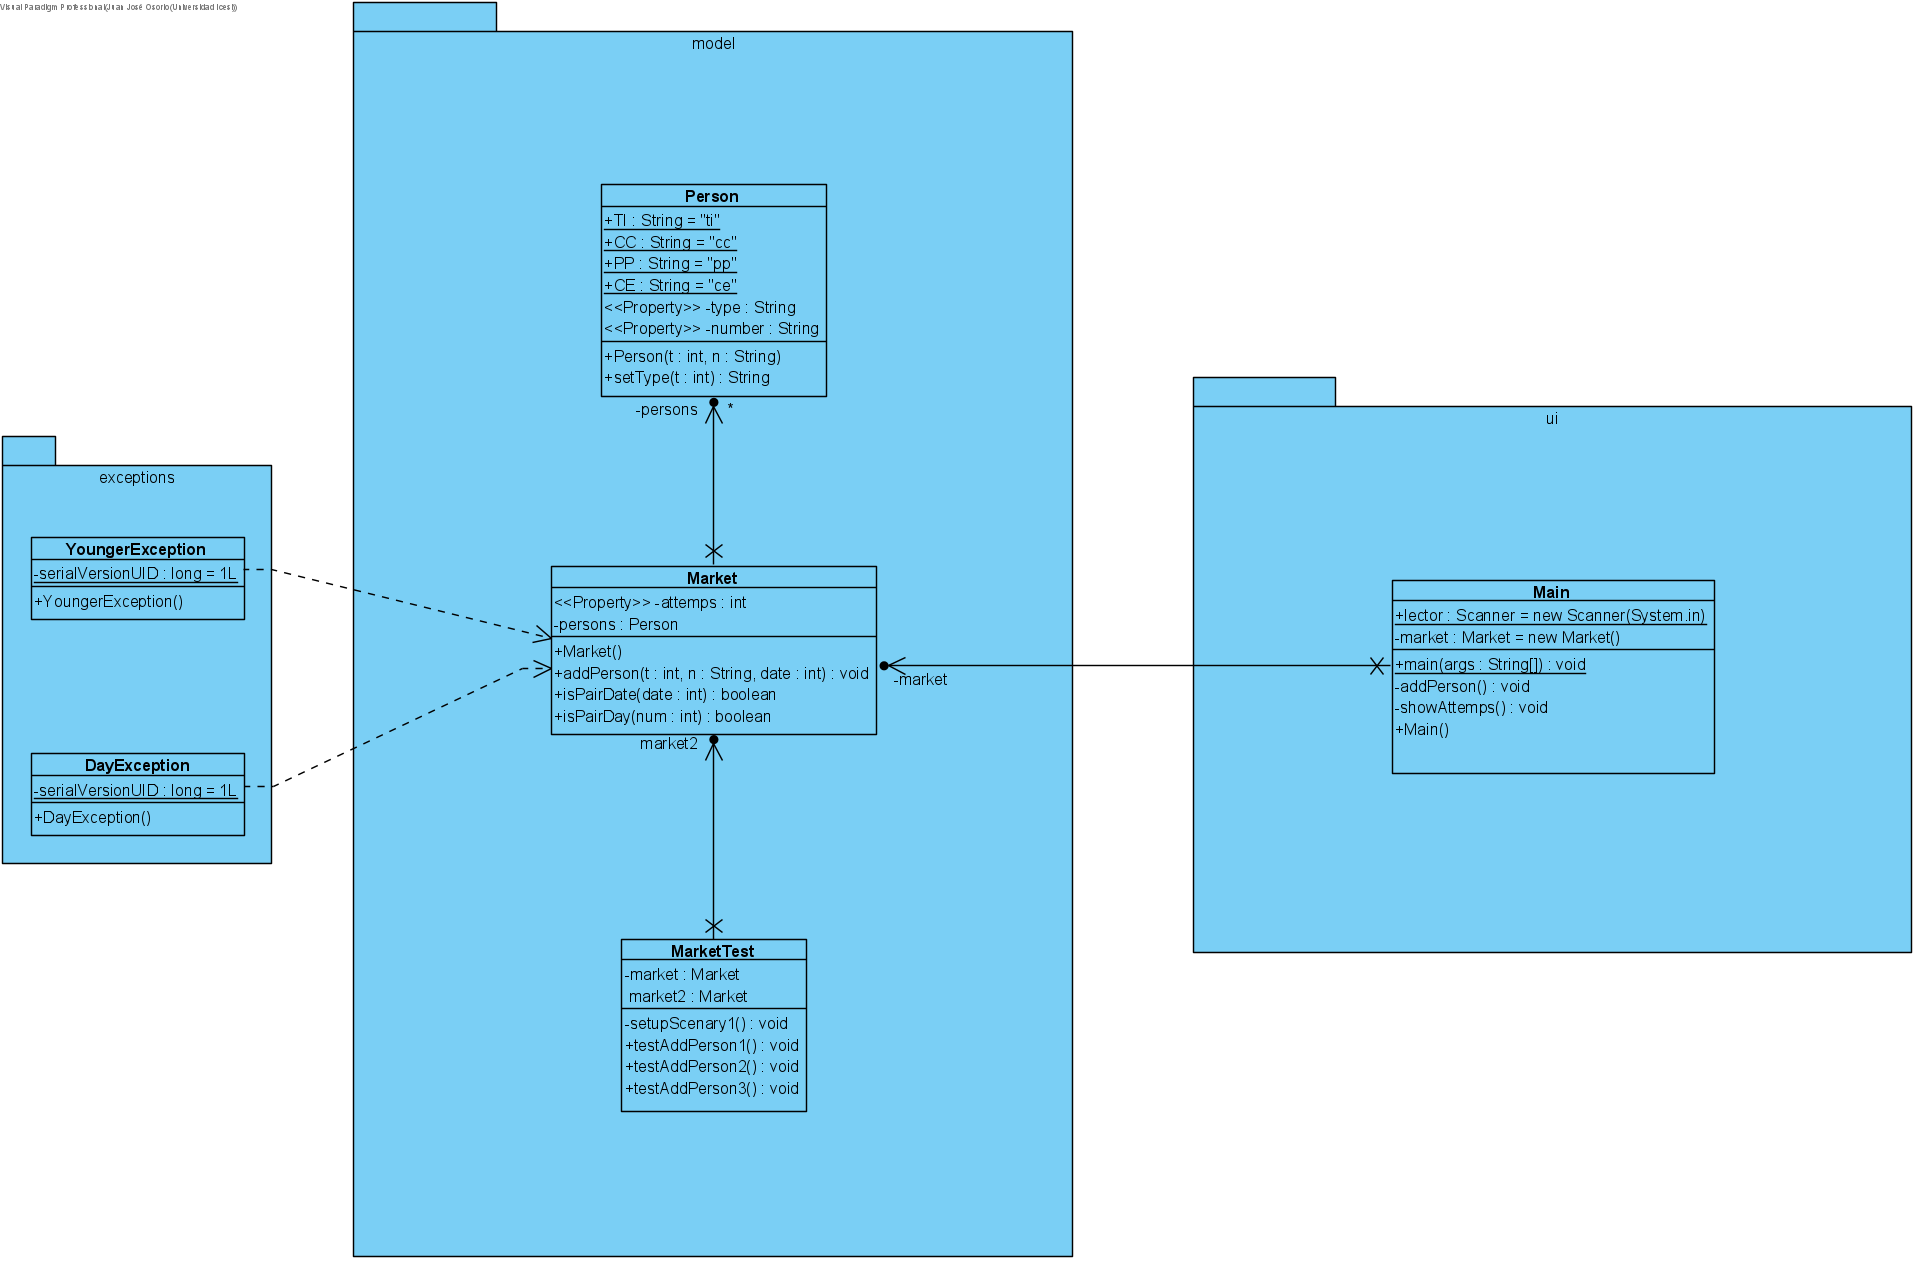 Visual Paradigm Professional(Juan José Osorio(Universidad Icesi))
model
Person
+TI : String = "ti"
+CC : String = "cc"
+PP : String = "pp"
+CE : String = "ce"
<<Property>> -type : String
<<Property>> -number : String
+Person(t : int, n : String)
+setType(t : int) : String
-persons
*
exceptions
YoungerException
-serialVersionUID : long = 1L
+YoungerException()
DayException
-serialVersionUID : long = 1L
+DayException()
Market
<<Property>> -attemps : int
-persons : Person
+Market()
+addPerson(t : int, n : String, date : int) : void
+isPairDate(date : int) : boolean
+isPairDay(num : int) : boolean
-market
market2
MarketTest
-market : Market
market2 : Market
-setupScenary1() : void
+testAddPerson1() : void
+testAddPerson2() : void
+testAddPerson3() : void
ui
Main
+lector : Scanner = new Scanner(System.in)
-market : Market = new Market()
+main(args : String[]) : void
-addPerson() : void
-showAttemps() : void
+Main()